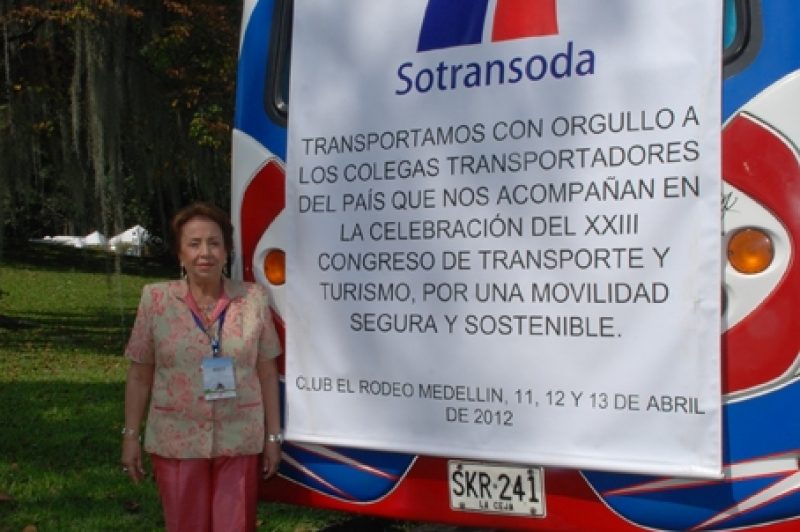 Sotransoda
TRANSPORTAMOS CON ORGULLO A
LOS COLEGAS TRANSPORTADORES
DEL PAÍS QUE NOS ACOMPAÑAN EN
LA CELEBRACIÓN DEL XXIII
CONGRESO DE TRANSPORTE Y
TURISMO, POR UNA MOVILIDAD
SEGURA Y SOSTENIBLE.
CLUB EL RODEO MEDELLIN, 11, 12 Y 13 DE ABRIL
DE 2012
SKR-241
LA CEJA